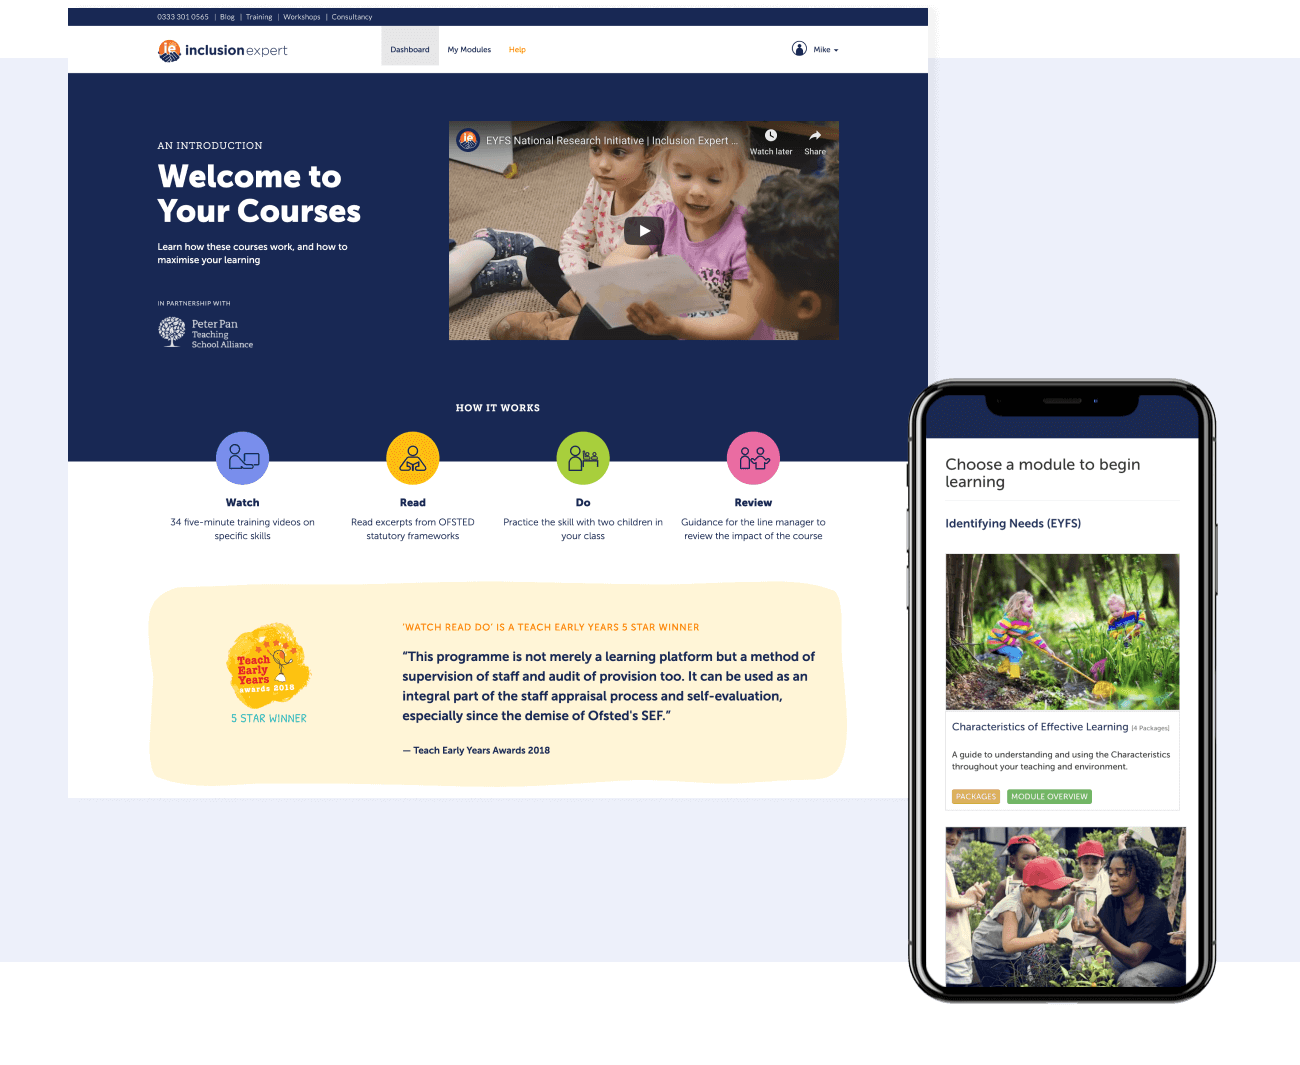 0333 301 0565 | Blog | Training | Workshops | Consultancy
ie inclusion expert
Dashboard
My Modules
Help
Mike
AN INTRODUCTION
Welcome to
Your Courses
Learn how these courses work, and how to
maximise your learning
IN PARTNERSHIP WITH
Peter Pan
Teaching
School Alliance
ie
EYFS National Research Initiative | Inclusion Expert ...
Watch later
Share
HOW IT WORKS
Watch
34 five-minute training videos on
specific skills
Read
Read excerpts from OFSTED
statutory frameworks
Do
Practice the skill with two children in
your class
Review
Guidance for the line manager to
review the impact of the course
Teach
Early
Years
awards 2018
5 STAR WINNER
‘WATCH READ DO’ IS A TEACH EARLY YEARS 5 STAR WINNER
“This programme is not merely a learning platform but a method of
supervision of staff and audit of provision too. It can be used as an
integral part of the staff appraisal process and self-evaluation,
especially since the demise of Ofsted's SEF.”
— Teach Early Years Awards 2018
Choose a module to begin
learning
Identifying Needs (EYFS)
Characteristics of Effective Learning [4 Packages]
A guide to understanding and using the Characteristics
throughout your teaching and environment.
PACKAGES
MODULE OVERVIEW